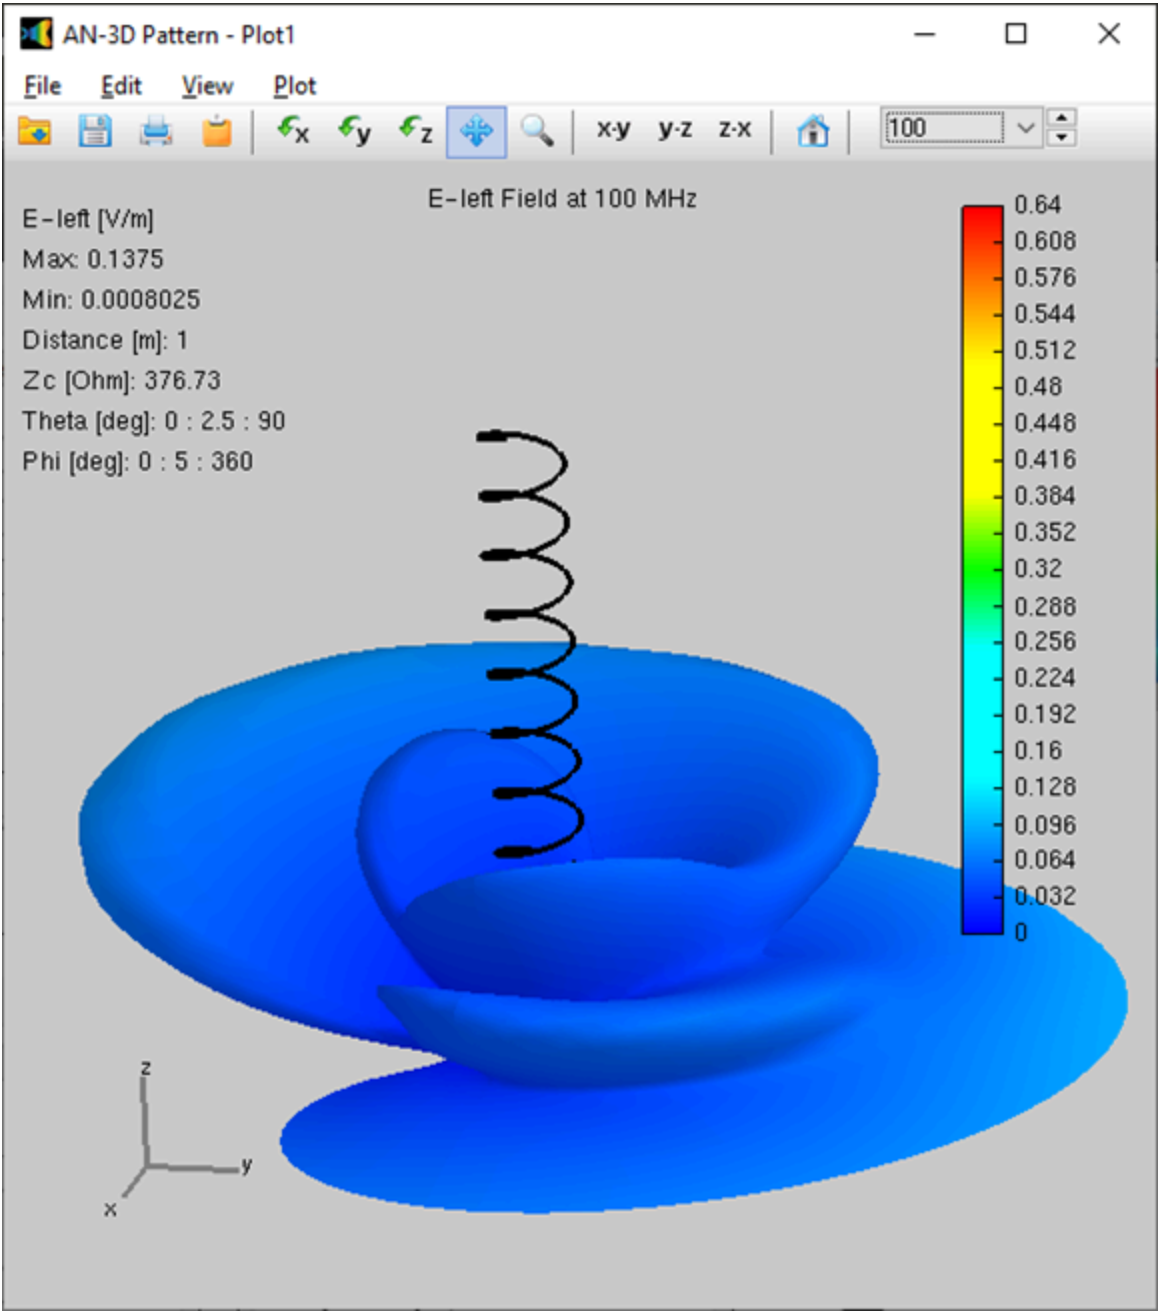 AN-3D Pattern - Plot1
File Edit View Plot
x y z x-y y-z z-x 100
E-left Field at 100 MHz
E-left [V/m]
Max: 0.1375
Min: 0.0008025
Distance [m]: 1
Zc [Ohm]: 376.73
Theta [deg]: 0 : 2.5 : 90
Phi [deg]: 0 : 5 : 360
0.64
0.608
0.576
0.544
0.512
0.48
0.448
0.416
0.384
0.352
0.32
0.288
0.256
0.224
0.192
0.16
0.128
0.096
0.064
0.032
0
z
y
x